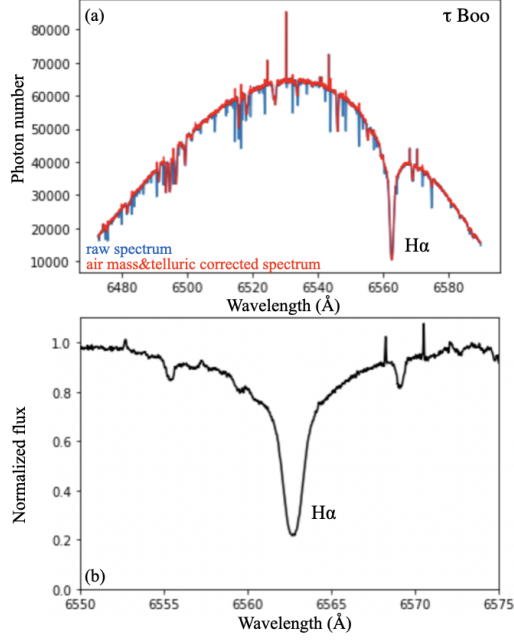 (a)
τ Boo
80000
70000
60000
50000
40000
30000
20000
10000
Photon number
raw spectrum
air mass&telluric corrected spectrum
Hα
6480
6500
6520
6540
6560
6580
Wavelength (Å)
1.0
0.8
0.6
0.4
0.2
0.0
Normalized flux
Hα
(b)
6550
6555
6560
6565
6570
6575
Wavelength (Å)